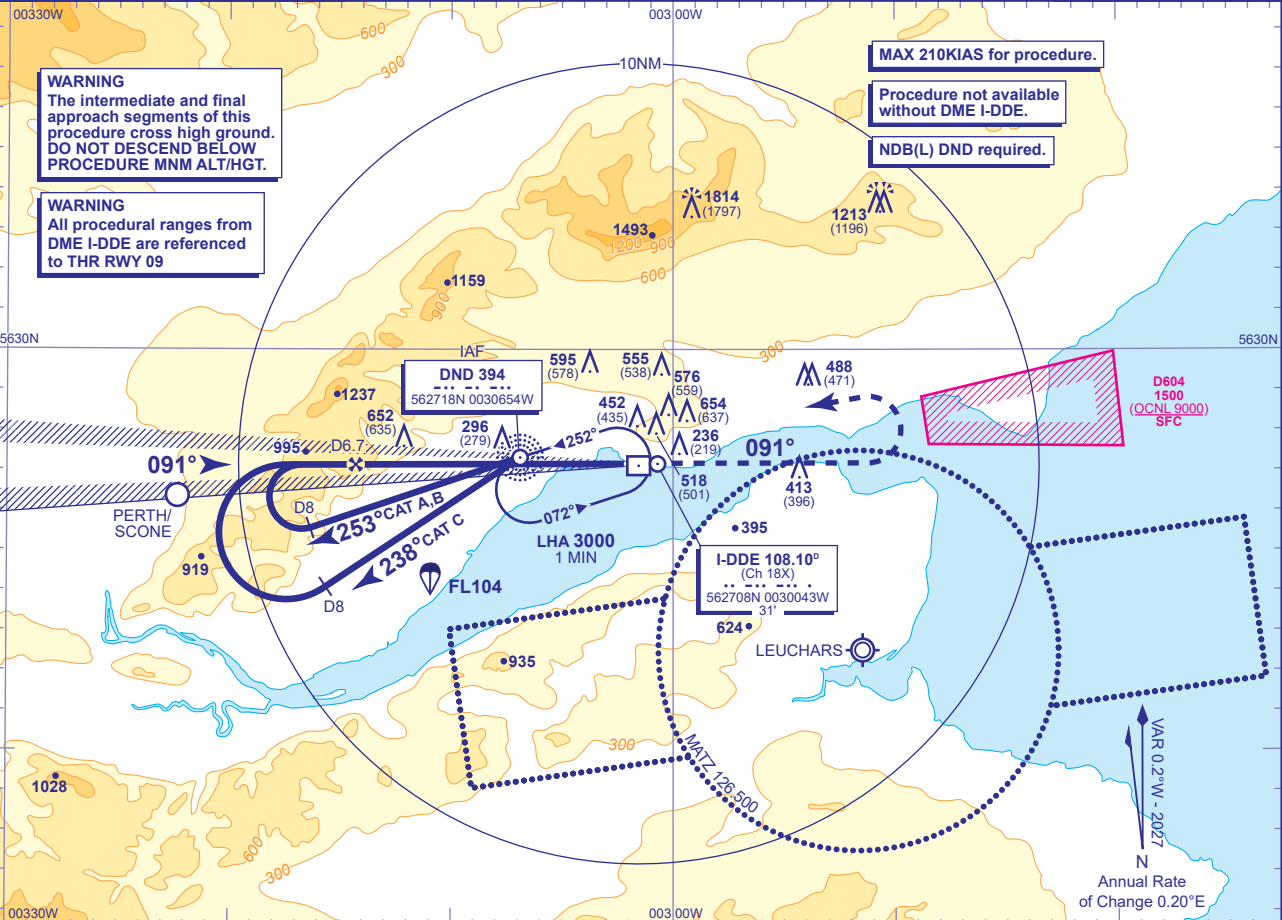 00330W
003 00W
600
300
10NM
MAX 210KIAS for procedure.
WARNING
The intermediate and final
approach segments of this
procedure cross high ground.
DO NOT DESCEND BELOW
PROCEDURE MNM ALT/HGT.
Procedure not available
without DME I-DDE.
NDB(L) DND required.
WARNING
All procedural ranges from
DME I-DDE are referenced
to THR RWY 09
1814
(1797)
1213
(1196)
1493
1200
900
600
1159
900
5630N
5630N
300
IAF
DND 394
562718N 0030654W
595
(578)
555
(538)
576
(559)
488
(471)
D604
1500
(OCNL 9000)
SFC
1237
652
(635)
296
(279)
452
(435)
654
(637)
236
(219)
252°
995
D6.7
091°
091°
518
(501)
413
(396)
PERTH/
SCONE
D8
253° CAT A,B
238° CAT C
D8
072°
LHA 3000
1 MIN
395
919
FL104
I-DDE 108.10D
(Ch 18X)
562708N 0030043W
31'
624
LEUCHARS
935
300
MATZ 126.500
VAR 0.2°W - 2027
1028
600
300
N
Annual Rate
of Change 0.20°E
00330W
003 00W